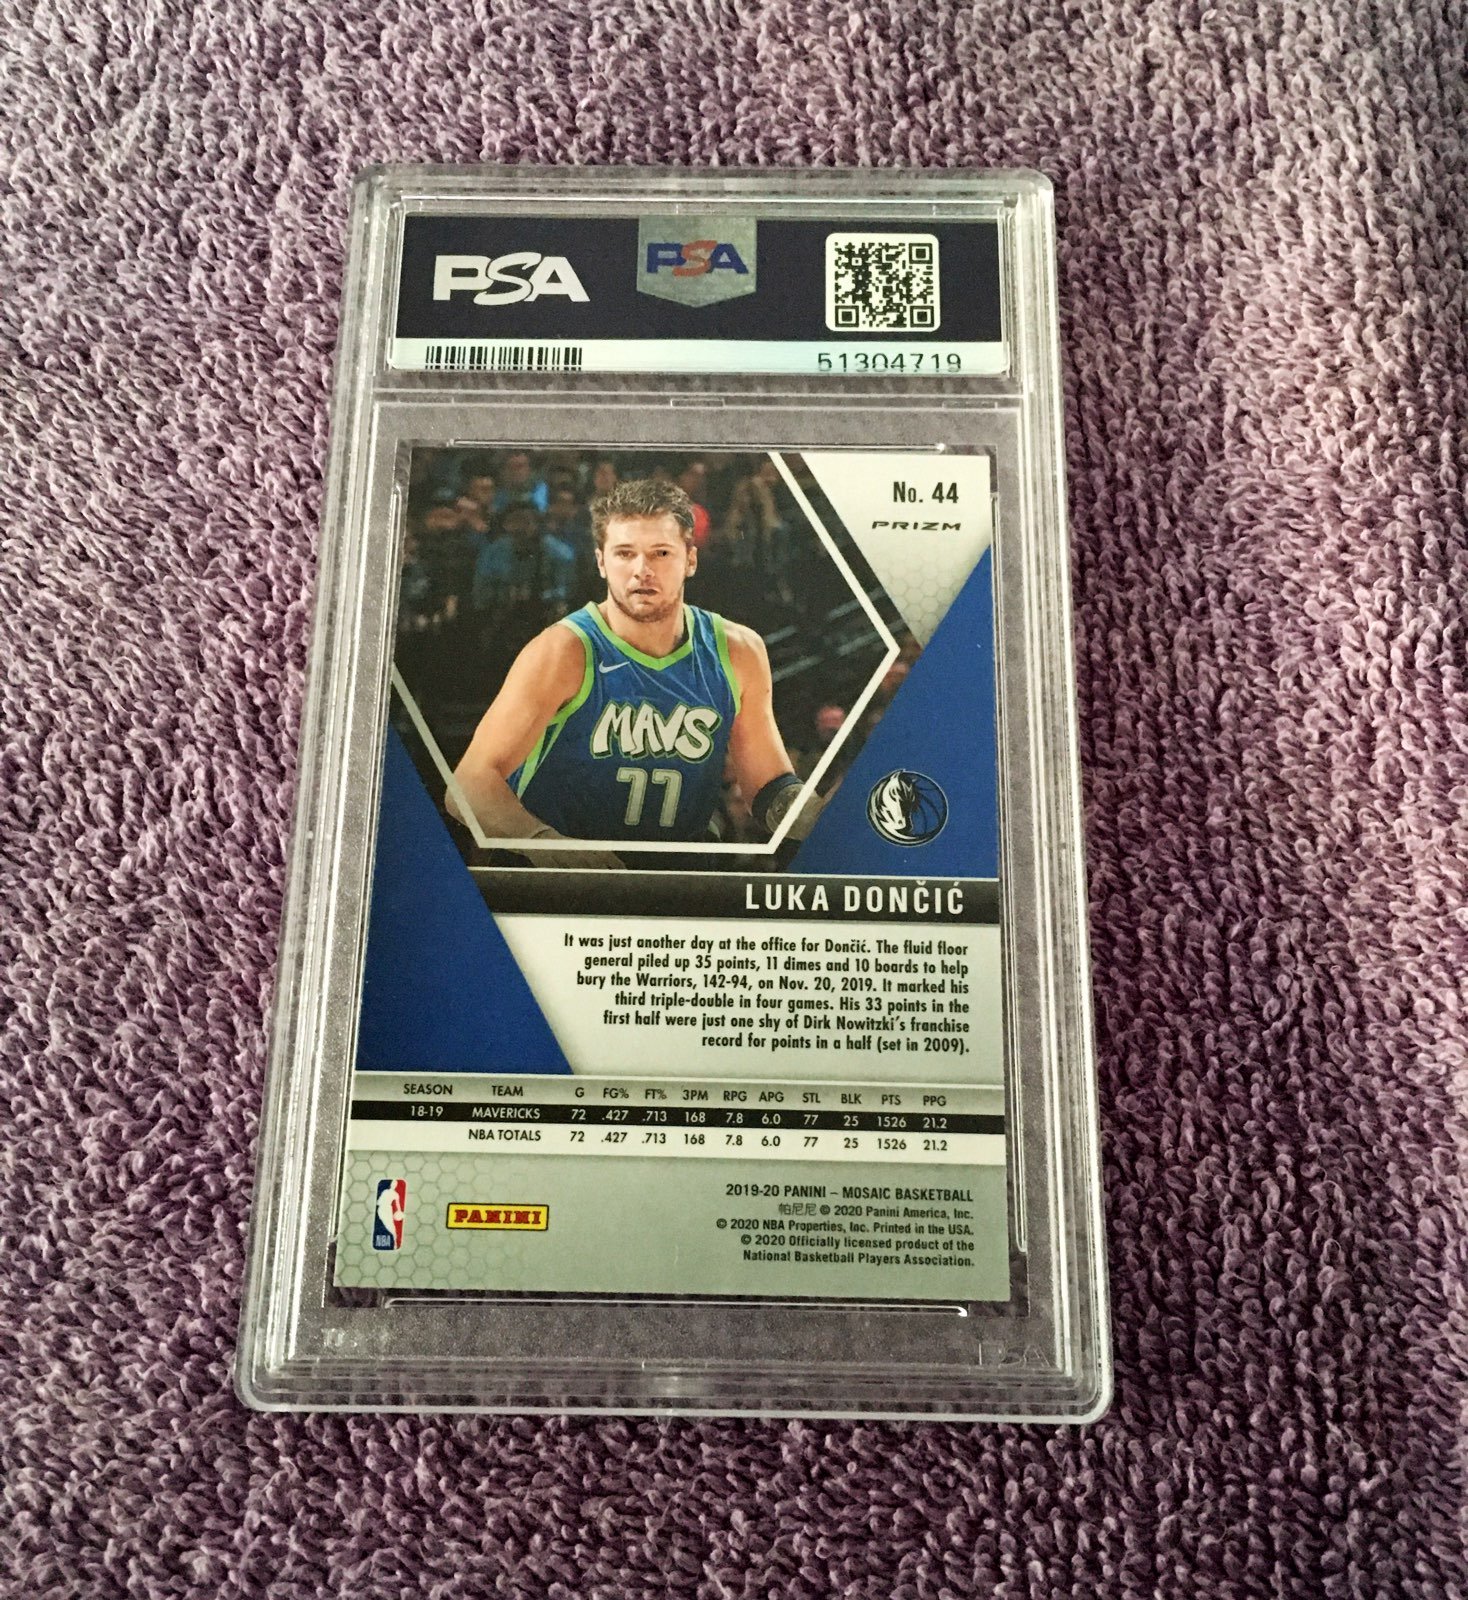 PSA
PSA
51304719
No. 44
PRIZM
MAVS
77
LUKA DONČIĆ
It was just another day at the office for Dončić. The fluid floor
general piled up 35 points, 11 dimes and 10 boards to help
bury the Warriors, 142-94, on Nov. 20, 2019. It marked his
third triple-double in four games. His 33 points in the
first half were just one shy of Dirk Nowitzki's franchise
record for points in a half (set in 2009).
SEASON TEAM G FG% FT% 3PM RPG APG STL BLK PTS PPG
18-19 MAVERICKS 72 .427 .713 168 7.8 6.0 77 25 1526 21.2
NBA TOTALS 72 .427 .713 168 7.8 6.0 77 25 1526 21.2
NBA
PANINI
2019-20 PANINI – MOSAIC BASKETBALL
帕尼尼 © 2020 Panini America, Inc.
© 2020 NBA Properties, Inc. Printed in the USA.
© 2020 Officially licensed product of the
National Basketball Players Association.
PSA